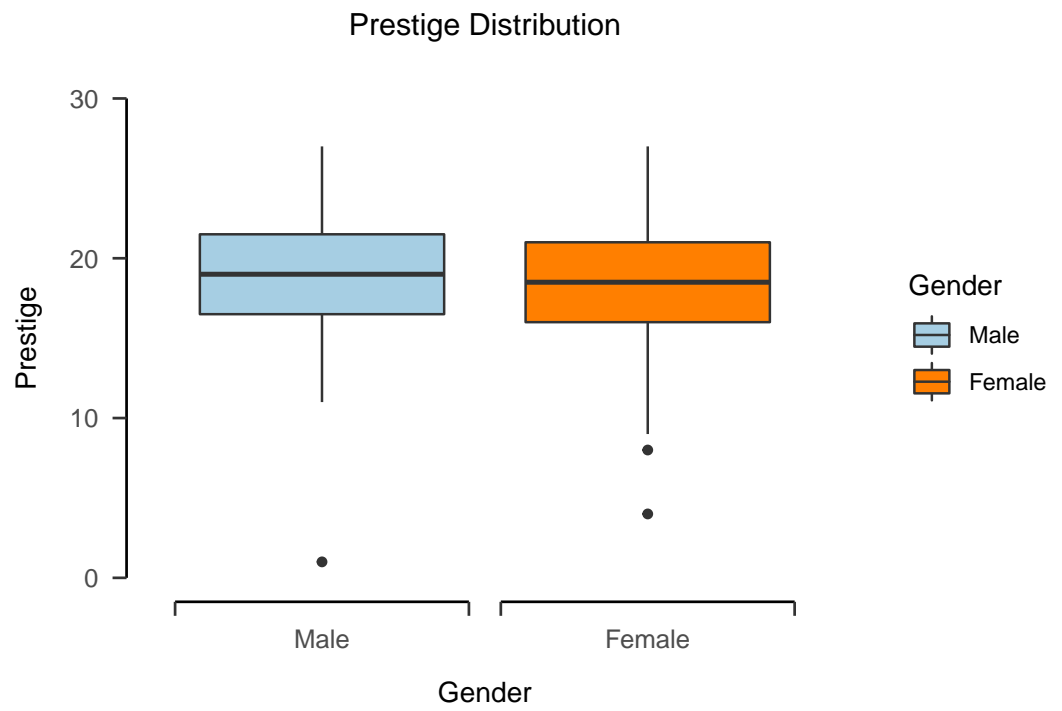 Prestige Distribution
30
20
10
0
Prestige
Male
Female
Gender
Gender
Male
Female